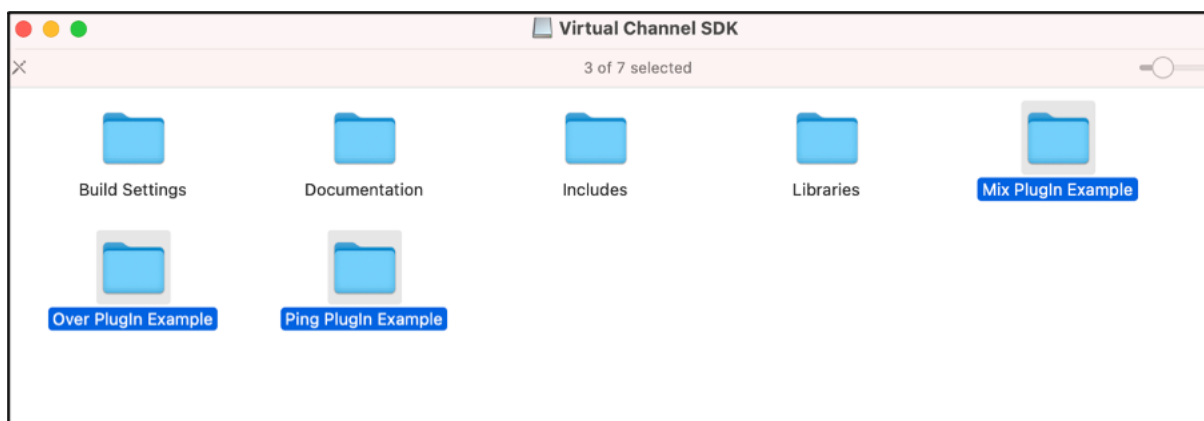 Virtual Channel SDK
3 of 7 selected
Build Settings
Documentation
Includes
Libraries
Mix PlugIn Example
Over PlugIn Example
Ping PlugIn Example